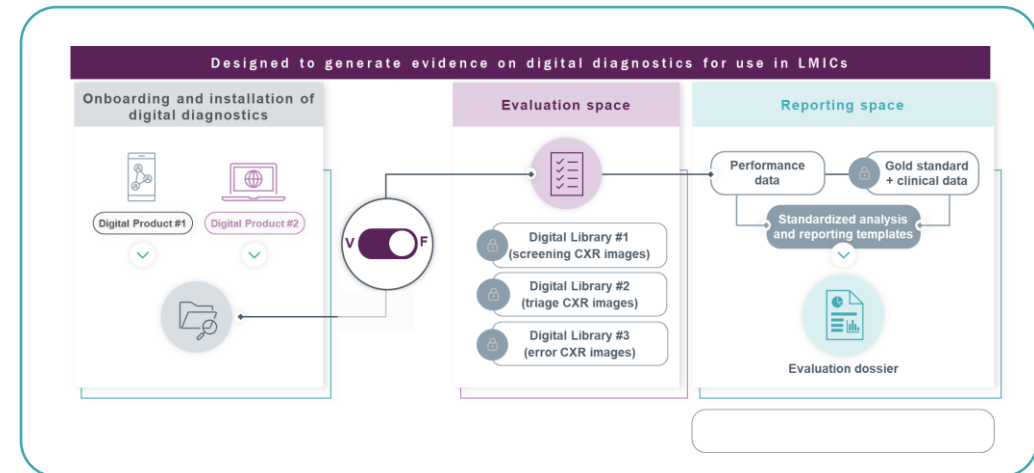 Designed to generate evidence on digital diagnostics for use in LMICs
Onboarding and installation of
digital diagnostics
Digital Product #1
Digital Product #2
V
F
Evaluation space
Digital Library #1
(screening CXR images)
Digital Library #2
(triage CXR images)
Digital Library #3
(error CXR images)
Reporting space
Performance
data
Gold standard
+ clinical data
Standardized analysis
and reporting templates
Evaluation dossier